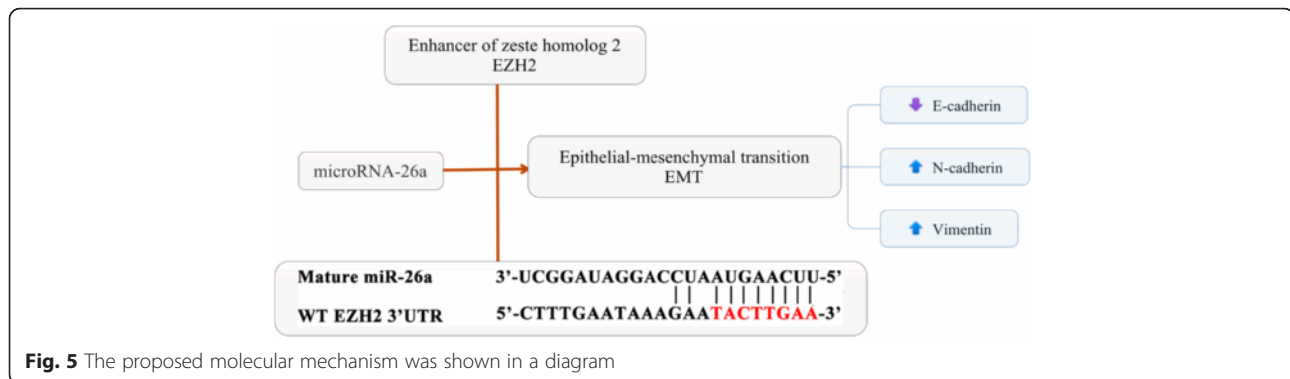 Enhancer of zeste homolog 2
EZH2
microRNA-26a
Epithelial-mesenchymal transition
EMT
E-cadherin
N-cadherin
Vimentin
Mature miR-26a 3'-UCGGAUAGGACCUAAUGAACUU-5'
WT EZH2 3'UTR 5'-CTTTGAATAAAGAATACTTGAA-3'
Fig. 5 The proposed molecular mechanism was shown in a diagram